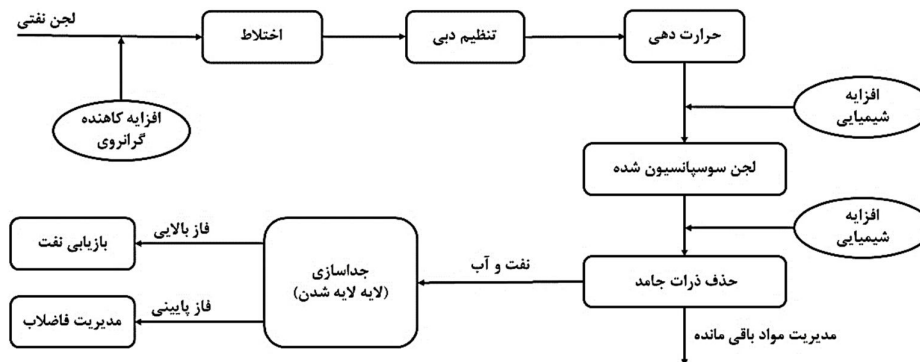 لجن نفتی
اختلاط
تنظیم دبی
حرارت دهی
افزایه کاهنده
گرانروی
افزایه
شیمیایی
لجن سوسپانسیون شده
افزایه
شیمیایی
حذف ذرات جامد
نفت و آب
جداسازی
(لایه لایه شدن)
فاز بالایی
بازیابی نفت
فاز پایینی
مدیریت فاضلاب
مدیریت مواد باقی مانده